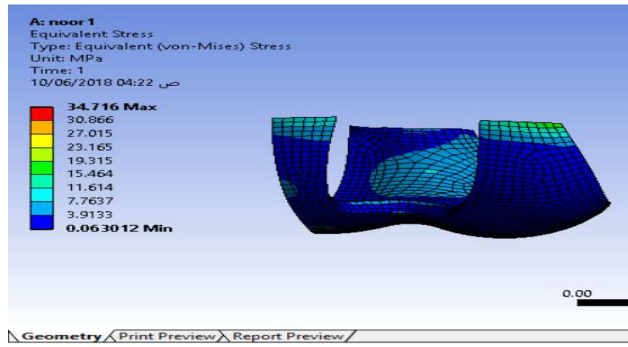 A: noor1
Equivalent Stress
Type: Equivalent (von-Mises) Stress
Unit: MPa
Time: 1
10/06/2018 04:22 ص
34.716 Max
30.866
27.015
23.165
19.315
15.464
11.614
7.7637
3.9133
0.063012 Min
0.00
Geometry Print Preview Report Preview